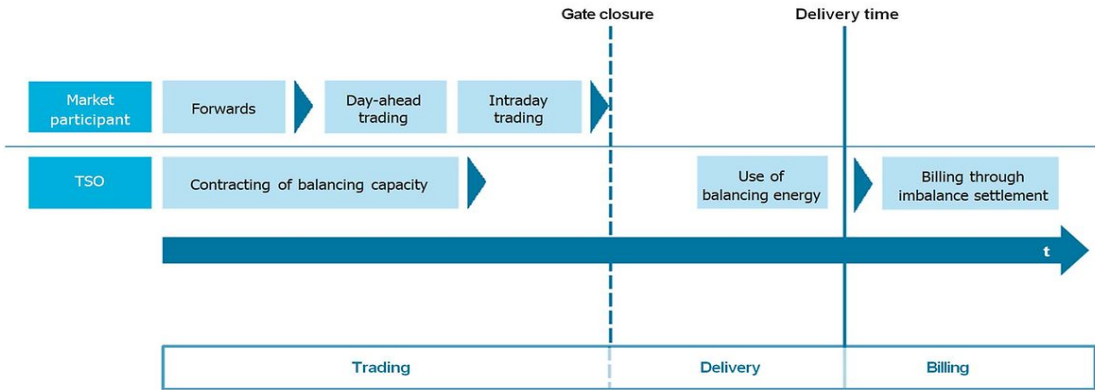 Gate closure
Delivery time
Market
participant
Forwards
Day-ahead
trading
Intraday
trading
TSO
Contracting of balancing capacity
Use of
balancing energy
Billing through
imbalance settlement
t
Trading
Delivery
Billing